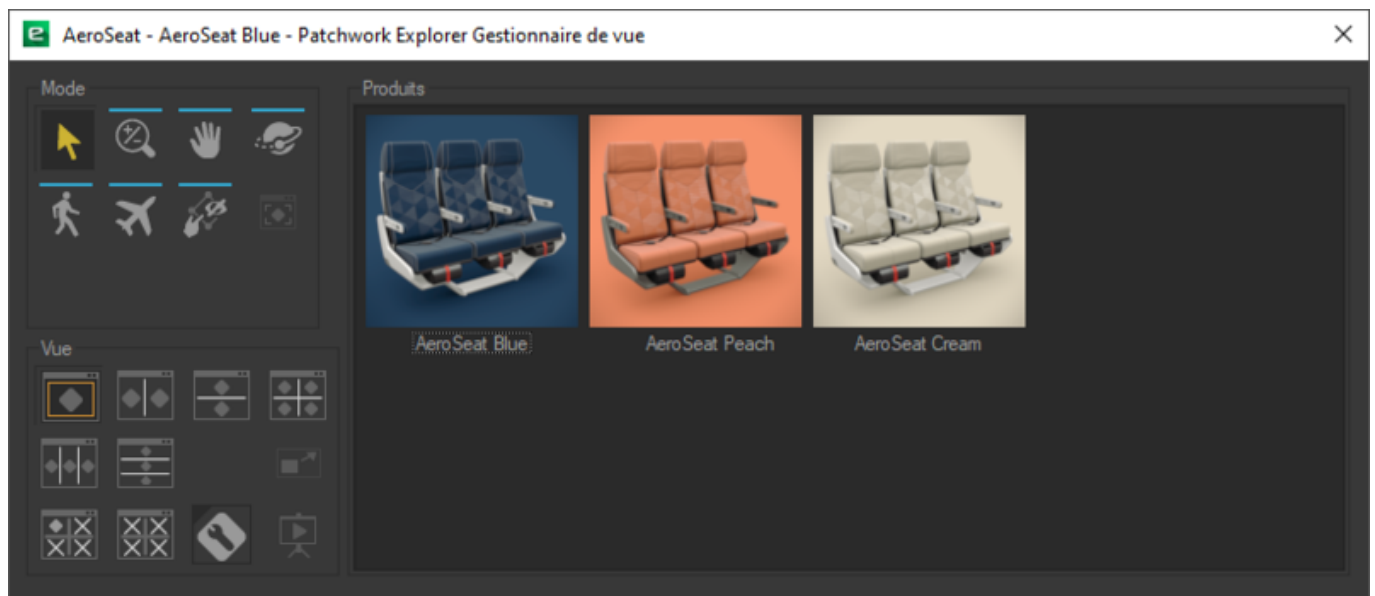 AeroSeat - AeroSeat Blue - Patchwork Explorer Gestionnaire de vue
Mode
Produits
AeroSeat Blue
AeroSeat Peach
AeroSeat Cream
Vue